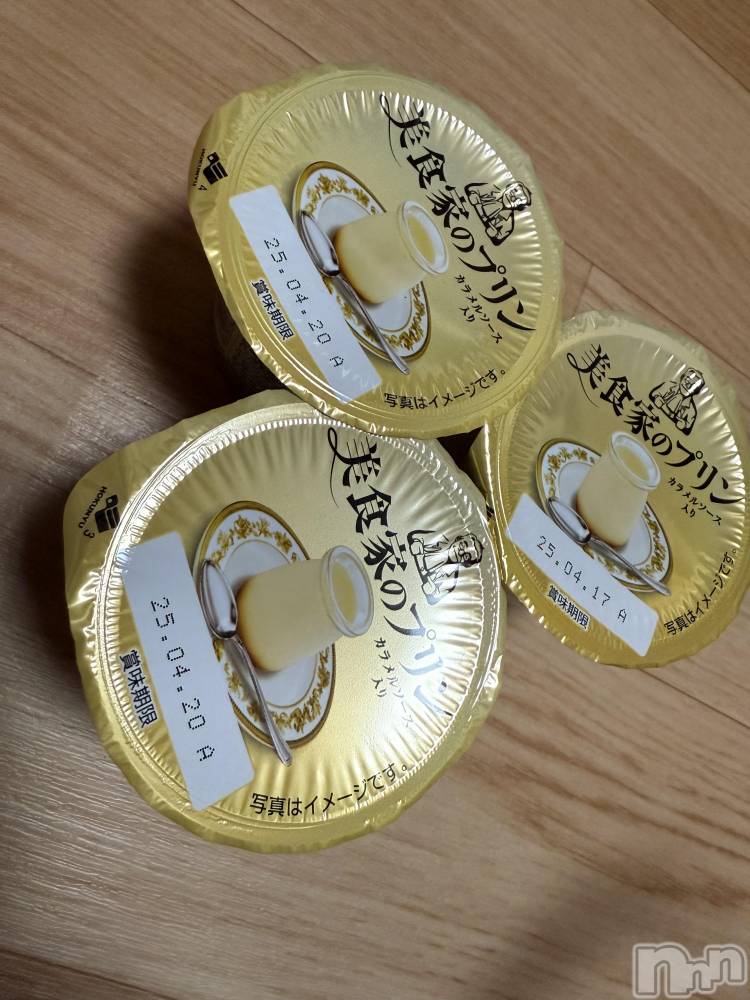 美食家のプリン
カラメルソース
入り
25.04.20 A
賞味期限
写真はイメージです。
HOKUNYU
4
美食家のプリン
カラメルソース
入り
25.04.17 A
賞味期限
写真はイメージです。
美食家のプリン
カラメルソース
入り
25.04.20 A
賞味期限
写真はイメージです。
HOKUNYU
3
nnn